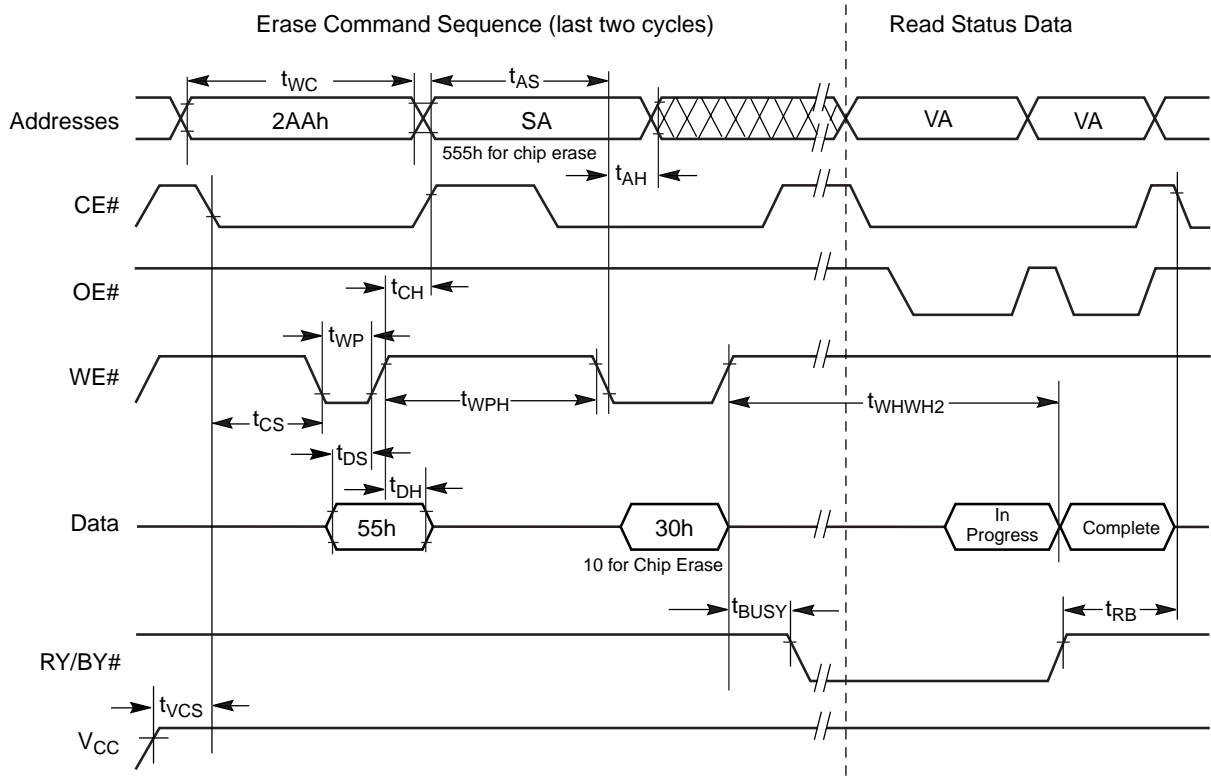 Erase Command Sequence (last two cycles)
Read Status Data
tWC
tAS
Addresses
2AAh
SA
VA
VA
555h for chip erase
tAH
CE#
OE#
tCH
tWP
WE#
tWPH
tWHWH2
tCS
tDS
tDH
Data
55h
30h
In
Progress
Complete
10 for Chip Erase
tBUSY
tRB
RY/BY#
tVCS
VCC